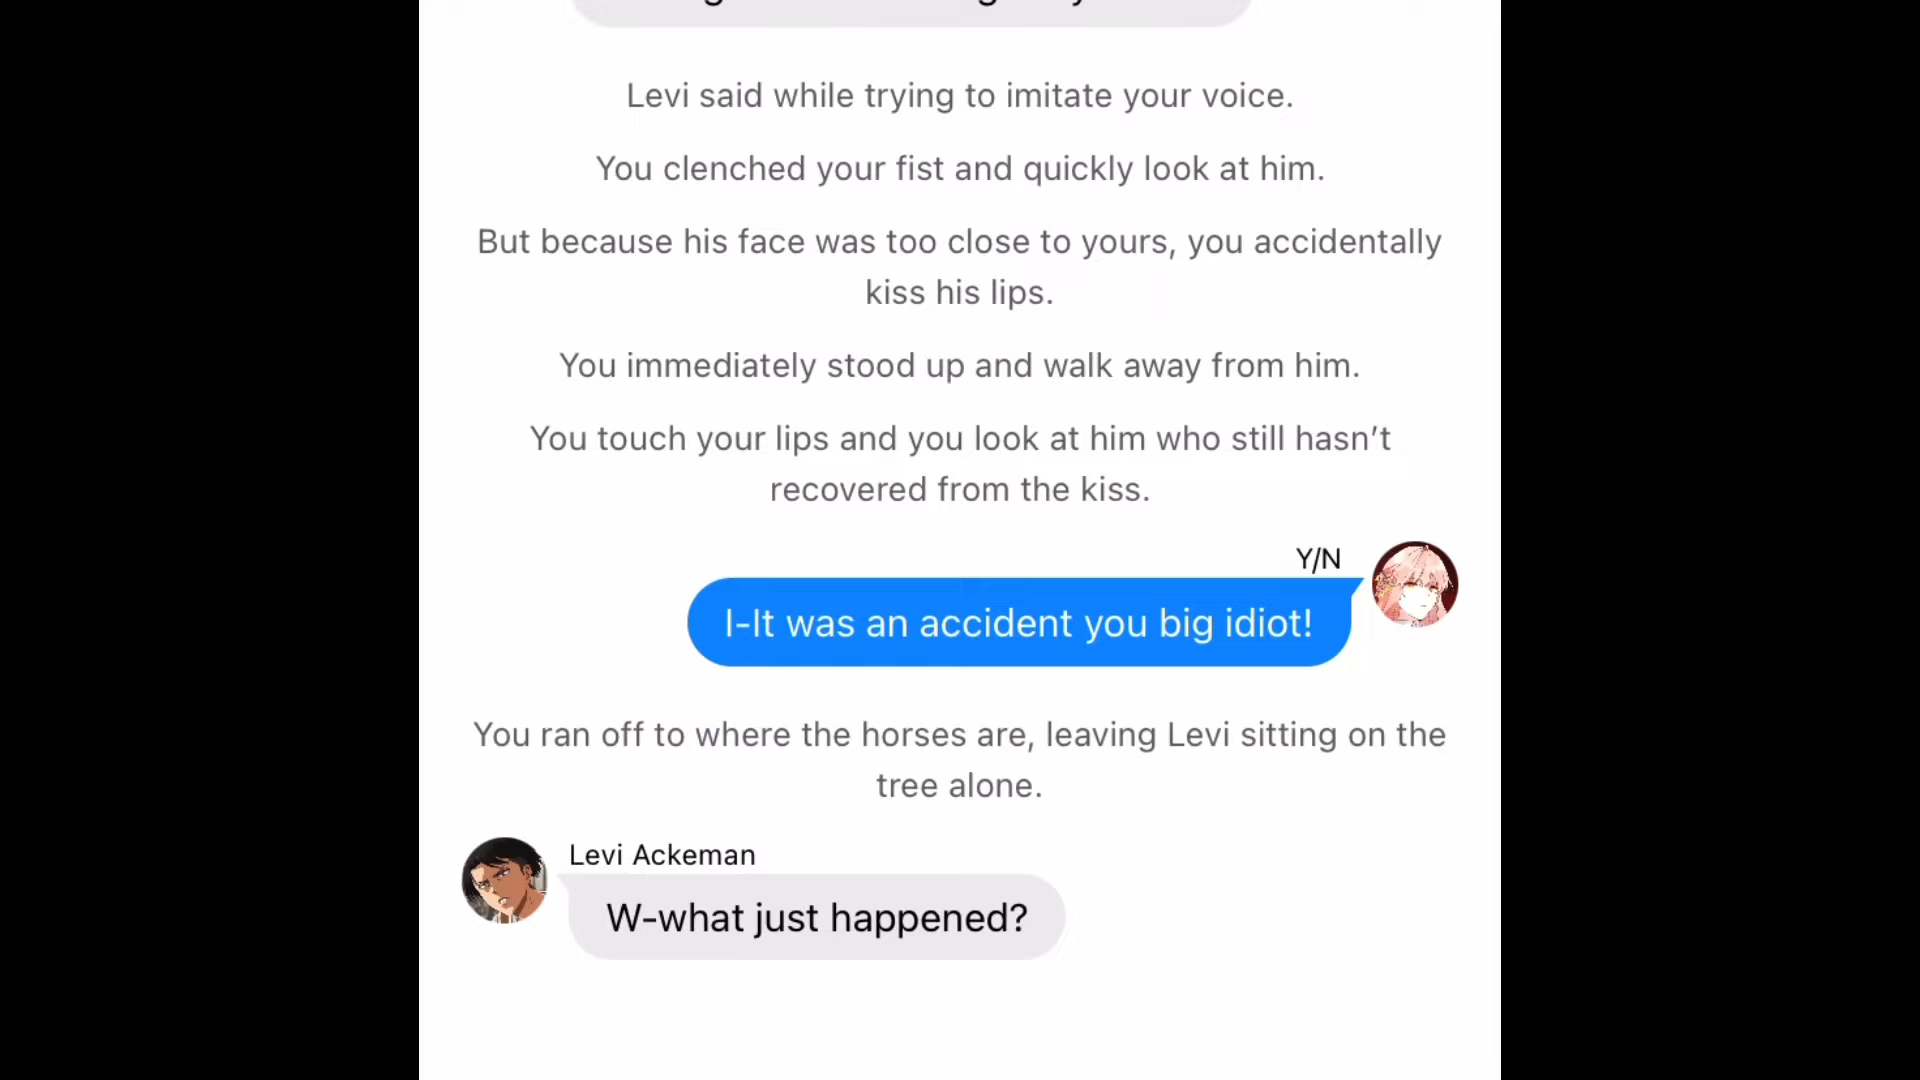 Levi said while trying to imitate your voice.
You clenched your fist and quickly look at him.
But because his face was too close to yours, you accidentally
kiss his lips.
You immediately stood up and walk away from him.
You touch your lips and you look at him who still hasn’t
recovered from the kiss.
Y/N
I-It was an accident you big idiot!
You ran off to where the horses are, leaving Levi sitting on the
tree alone.
Levi Ackeman
W-what just happened?